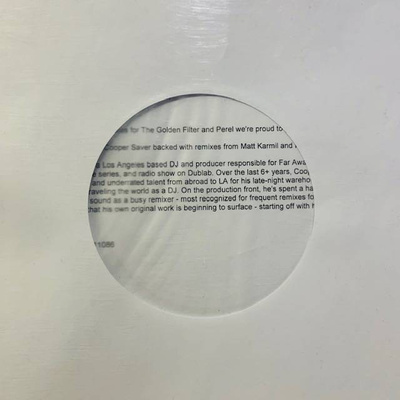 for The Golden Filter and Perel we're proud to
Cooper Saver backed with remixes from Matt Karmil and
Los Angeles based DJ and producer responsible for Far Awa
series, and radio show on Dublab. Over the last 6+ years, Coop
and underrated talent from abroad to LA for his late-night wareho
raveling the world as a DJ. On the production front, he's spent a ha
sound as a busy remixer - most recognized for frequent remixes fo
that his own original work is beginning to surface - starting off with
1086